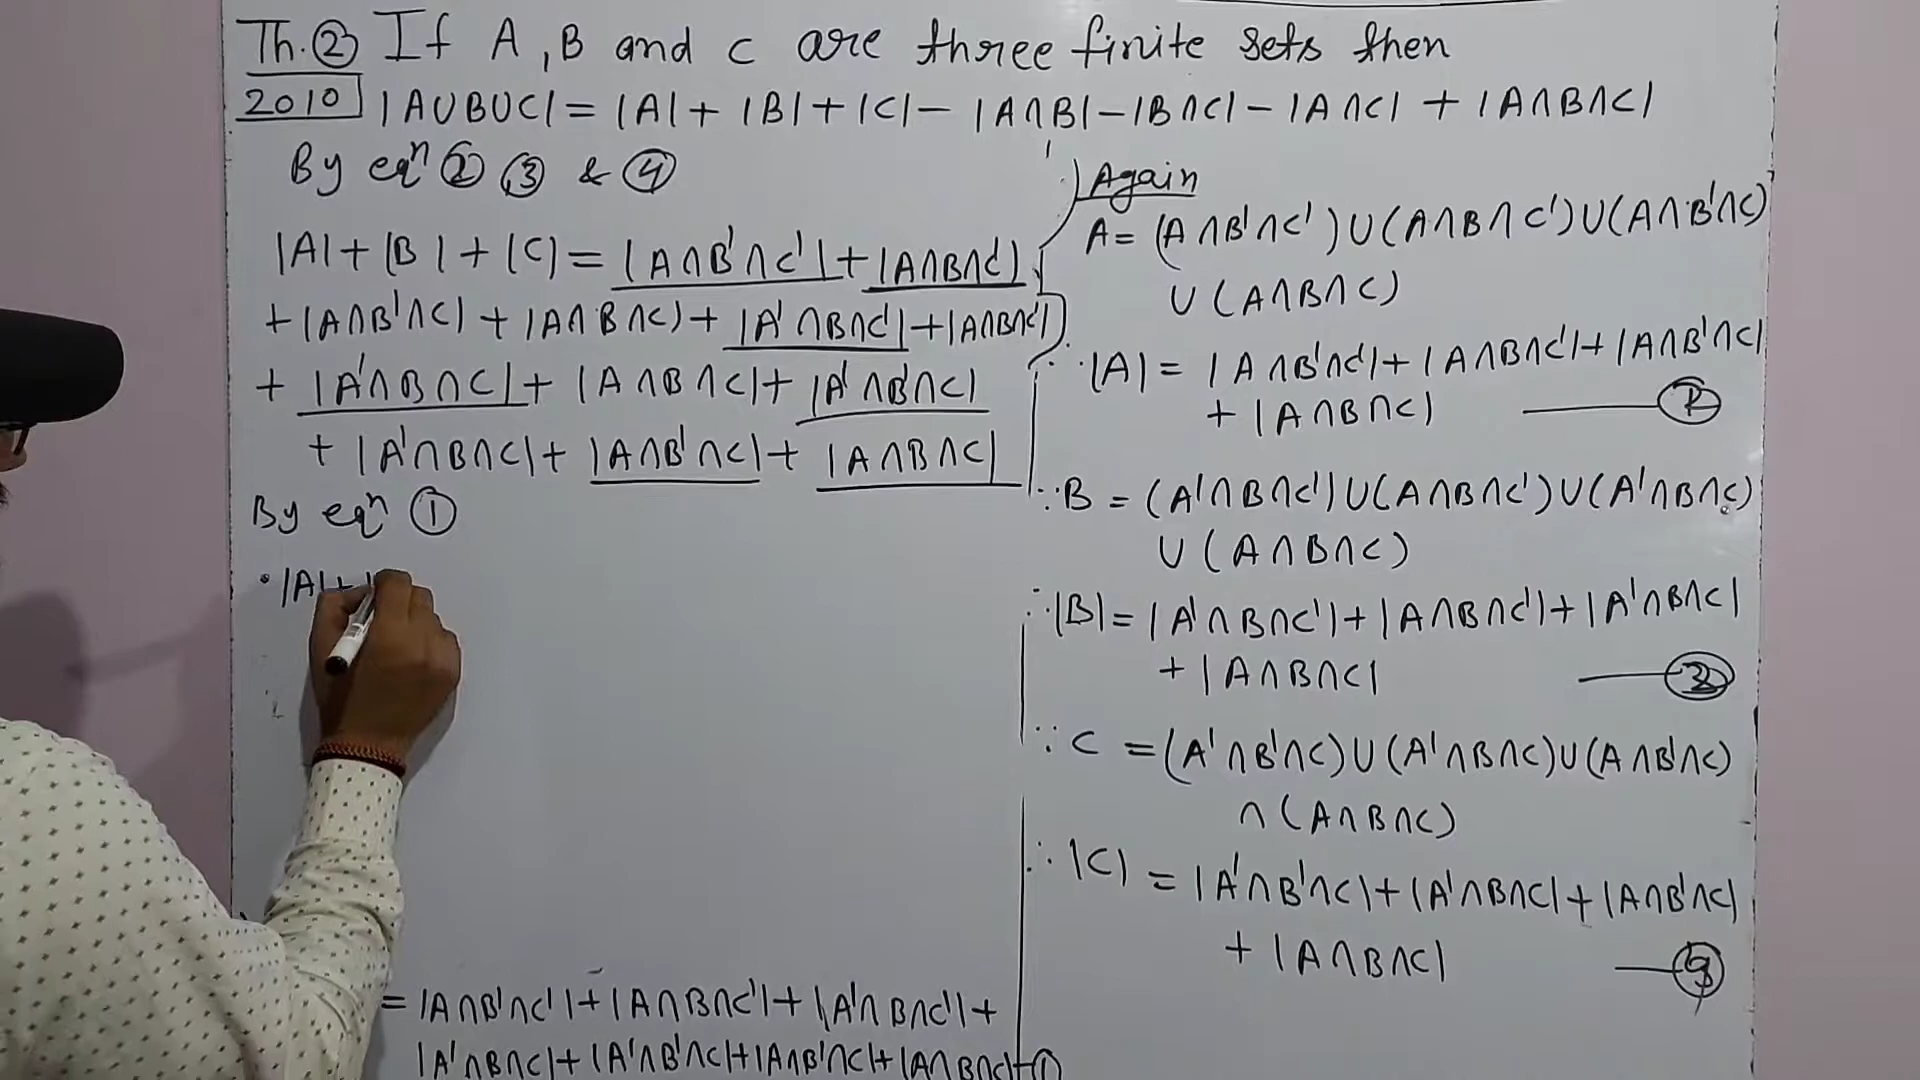 Th.② If A, B and C are three finite sets then
2010 |A∪B∪C| = |A| + |B| + |C| - |A∩B| - |B∩C| - |A∩C| + |A∩B∩C|
By eqⁿ ② ③ & ④
|A| + |B| + |C| = |A∩B'∩C'| + |A∩B∩C'|
+ |A∩B'∩C| + |A∩B∩C| + |A'∩B∩C'| + |A∩B∩C'|
+ |A'∩B∩C| + |A∩B∩C| + |A'∩B'∩C|
+ |A'∩B∩C| + |A∩B'∩C| + |A∩B∩C|
By eqⁿ ①
|A| +
= |A∩B'∩C'| + |A∩B∩C'| + |A'∩B∩C'| +
|A'∩B∩C| + |A'∩B'∩C| + |A∩B'∩C| + |A∩B∩C| — ①
Again
A = (A∩B'∩C') ∪ (A∩B∩C') ∪ (A∩B'∩C)
∪ (A∩B∩C)
∴ |A| = |A∩B'∩C'| + |A∩B∩C'| + |A∩B'∩C|
+ |A∩B∩C| — ②
∵ B = (A'∩B∩C') ∪ (A∩B∩C') ∪ (A'∩B∩C)
∪ (A∩B∩C)
∴ |B| = |A'∩B∩C'| + |A∩B∩C'| + |A'∩B∩C|
+ |A∩B∩C| — ③
∵ C = (A'∩B'∩C) ∪ (A'∩B∩C) ∪ (A∩B'∩C)
∩ (A∩B∩C)
∴ |C| = |A'∩B'∩C| + |A'∩B∩C| + |A∩B'∩C|
+ |A∩B∩C| — ④